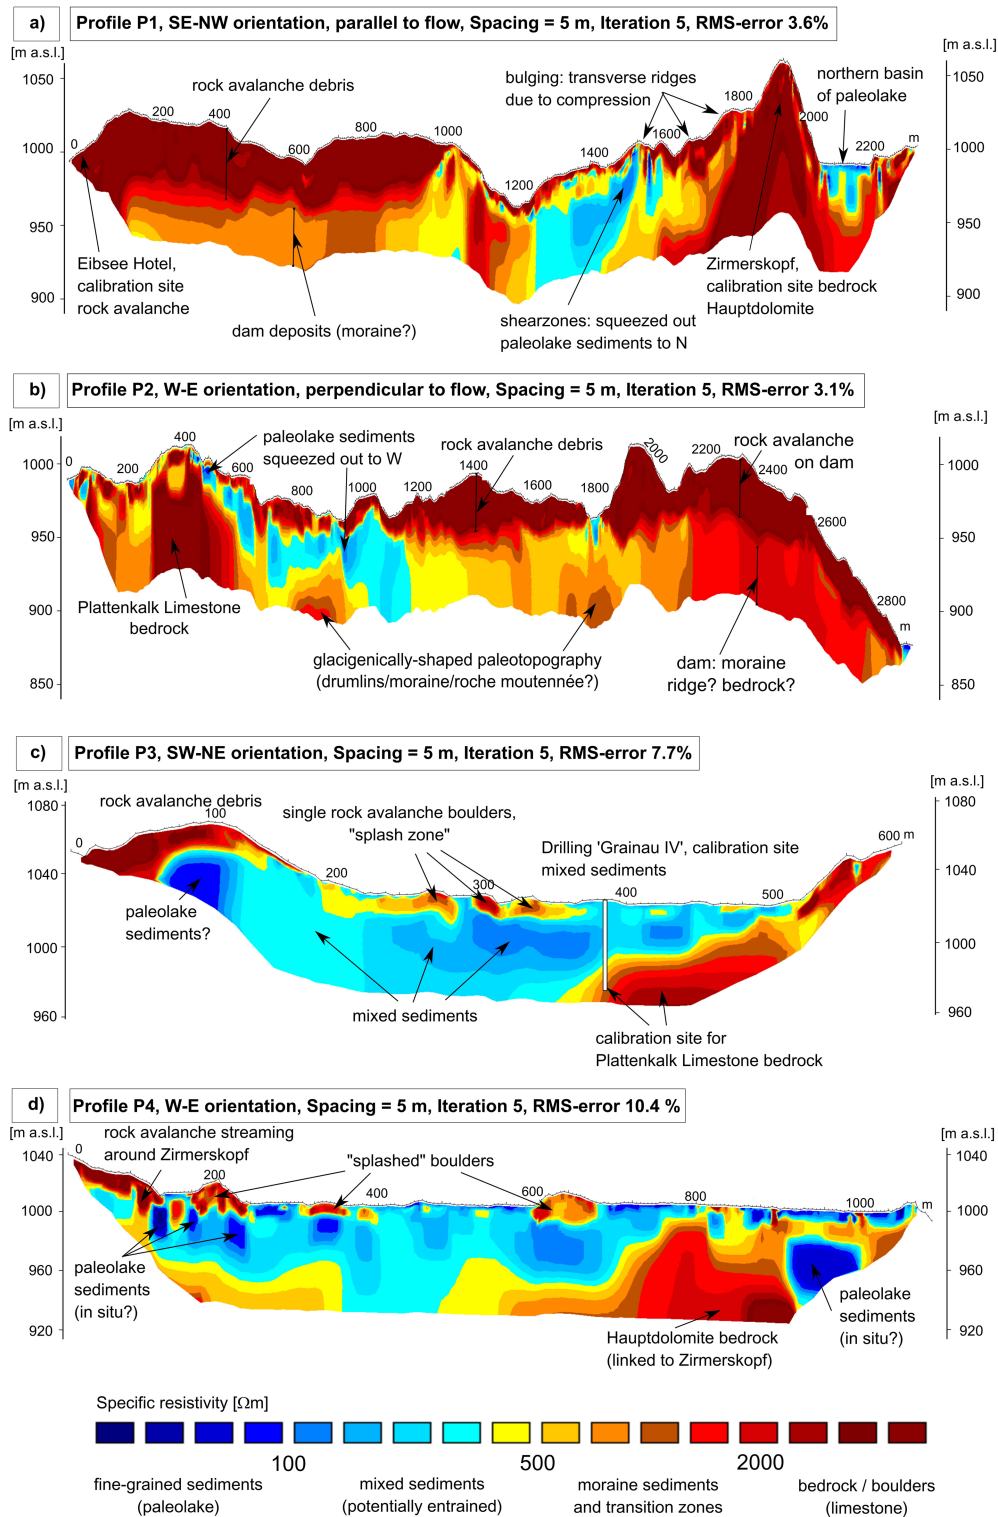 a) Profile P1, SE-NW orientation, parallel to flow, Spacing = 5 m, Iteration 5, RMS-error 3.6%
[m a.s.l.]
[m a.s.l.]
1050
1000
950
900
1050
1000
950
900
0
200
400
600
800
1000
1200
1400
1600
1800
2000
2200
m
rock avalanche debris
bulging: transverse ridges
due to compression
northern basin
of paleolake
Eibsee Hotel,
calibration site
rock avalanche
dam deposits (moraine?)
shearzones: squeezed out
paleolake sediments to N
Zirmerskopf,
calibration site bedrock
Hauptdolomite
b) Profile P2, W-E orientation, perpendicular to flow, Spacing = 5 m, Iteration 5, RMS-error 3.1%
[m a.s.l.]
[m a.s.l.]
1000
950
900
850
1000
950
900
850
0
200
400
600
800
1000
1200
1400
1600
1800
2000
2200
2400
2600
2800
m
paleolake sediments
squeezed out to W
rock avalanche debris
rock avalanche
on dam
Plattenkalk Limestone
bedrock
glacigenically-shaped paleotopography
(drumlins/moraine/roche moutennée?)
dam: moraine
ridge? bedrock?
c) Profile P3, SW-NE orientation, Spacing = 5 m, Iteration 5, RMS-error 7.7%
[m a.s.l.]
[m a.s.l.]
1080
1040
1000
960
1080
1040
1000
960
0
100
200
300
400
500
600 m
rock avalanche debris
single rock avalanche boulders,
"splash zone"
Drilling 'Grainau IV', calibration site
mixed sediments
paleolake
sediments?
mixed sediments
calibration site for
Plattenkalk Limestone bedrock
d) Profile P4, W-E orientation, Spacing = 5 m, Iteration 5, RMS-error 10.4 %
[m a.s.l.]
[m a.s.l.]
1040
1000
960
920
1040
1000
960
920
0
200
400
600
800
1000
m
rock avalanche streaming
around Zirmerskopf
"splashed" boulders
paleolake
sediments
(in situ?)
Hauptdolomite bedrock
(linked to Zirmerskopf)
paleolake
sediments
(in situ?)
Specific resistivity [Ωm]
100
500
2000
fine-grained sediments
(paleolake)
mixed sediments
(potentially entrained)
moraine sediments
and transition zones
bedrock / boulders
(limestone)